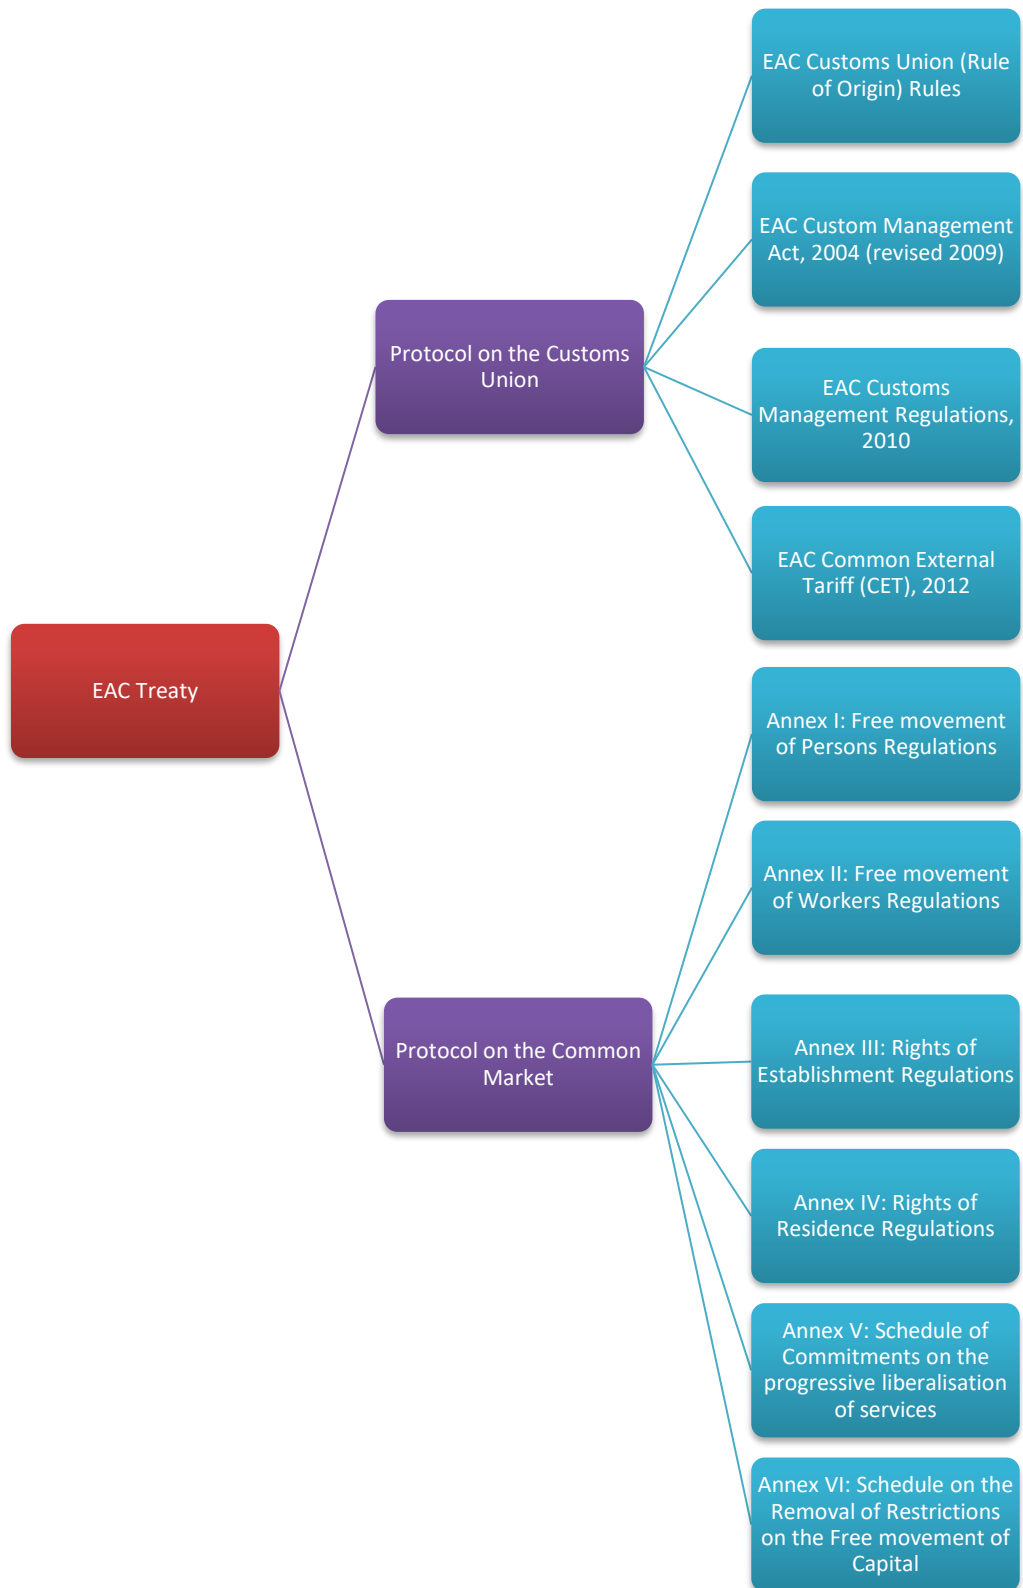 EAC Treaty
Protocol on the Customs
Union
EAC Customs Union (Rule
of Origin) Rules
EAC Custom Management
Act, 2004 (revised 2009)
EAC Customs
Management Regulations,
2010
EAC Common External
Tariff (CET), 2012
Protocol on the Common
Market
Annex I: Free movement
of Persons Regulations
Annex II: Free movement
of Workers Regulations
Annex III: Rights of
Establishment Regulations
Annex IV: Rights of
Residence Regulations
Annex V: Schedule of
Commitments on the
progressive liberalisation
of services
Annex VI: Schedule on the
Removal of Restrictions
on the Free movement of
Capital